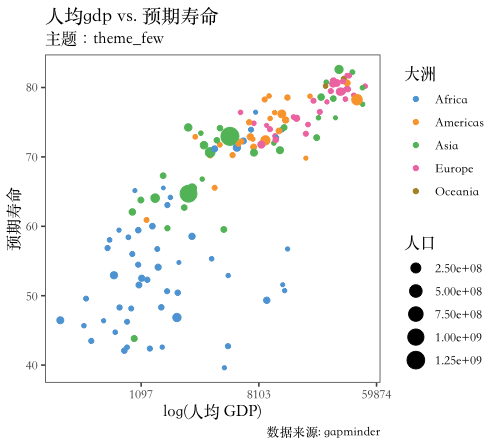 人均gdp vs. 预期寿命
主题：theme_few
预期寿命
80
70
60
50
40
1097
8103
59874
log(人均 GDP)
数据来源: gapminder
大洲
Africa
Americas
Asia
Europe
Oceania
人口
2.50e+08
5.00e+08
7.50e+08
1.00e+09
1.25e+09